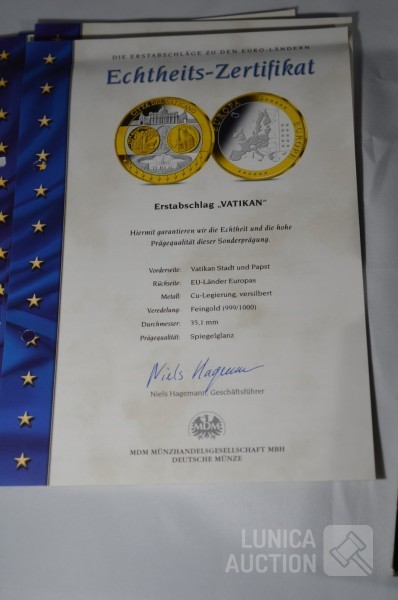 DIE ERSTABSCHLÄGE ZU DEN EURO-LÄNDERN
Echtheits-Zertifikat
EUROPA
EUROPE
Erstabschlag „VATIKAN“
Hiermit garantieren wir die Echtheit und die hohe
Prägequalität dieser Sonderprägung.
Vorderseite: Vatikan Stadt und Papst
Rückseite: EU-Länder Europas
Metall: Cu-Legierung, versilbert
Veredelung: Feingold (999/1000)
Durchmesser: 35,1 mm
Prägequalität: Spiegelglanz
Niels Hagemann
Niels Hagemann, Geschäftsführer
MDM
MDM MÜNZHANDELSGESELLSCHAFT MBH
DEUTSCHE MÜNZE
LUNICA
AUCTION